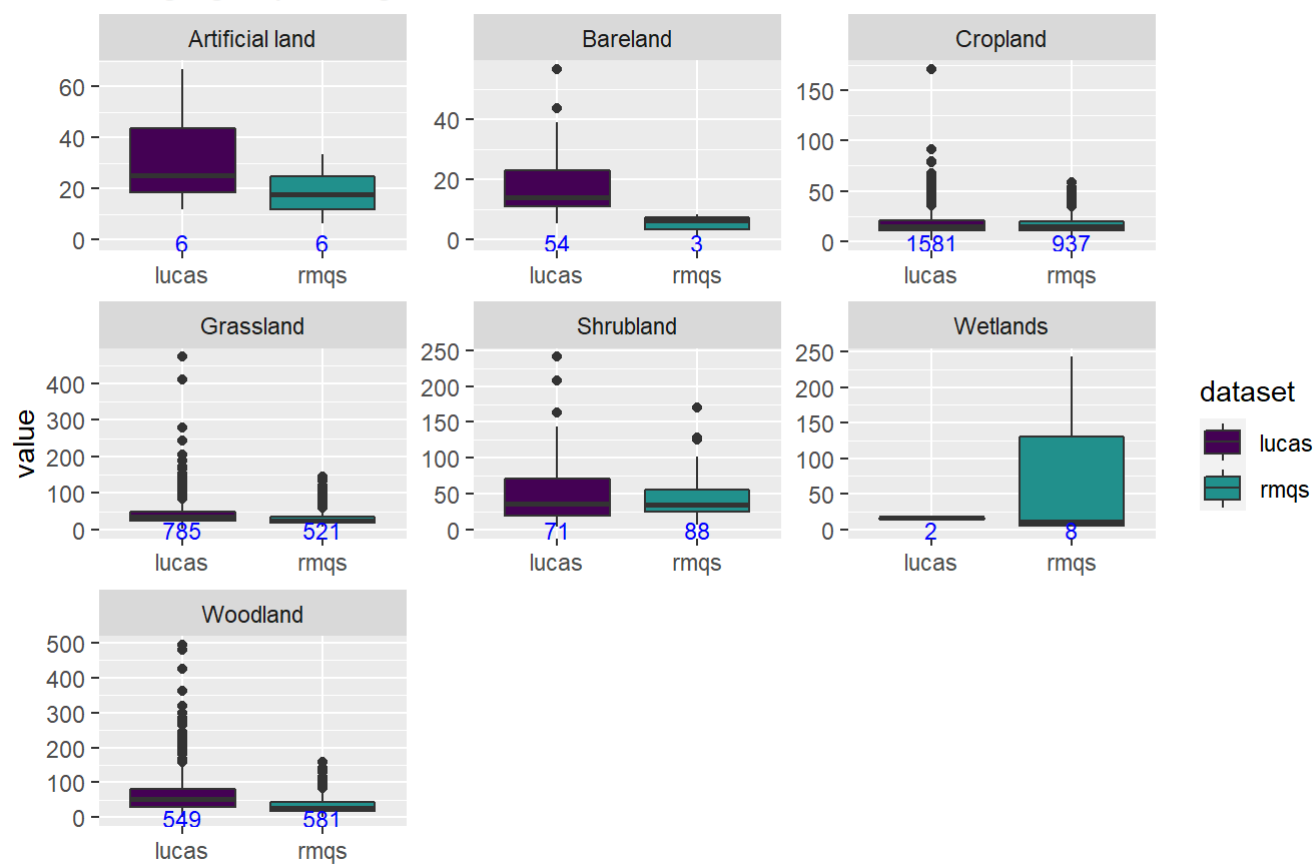 Artificial land
Bareland
Cropland
60
40
20
0
6
6
lucas
rmqs
40
20
0
54
3
lucas
rmqs
150
100
50
0
1581
937
lucas
rmqs
Grassland
Shrubland
Wetlands
value
400
300
200
100
0
785
521
lucas
rmqs
250
200
150
100
50
0
71
88
lucas
rmqs
250
200
150
100
50
0
2
8
lucas
rmqs
dataset
lucas
rmqs
Woodland
500
400
300
200
100
0
549
581
lucas
rmqs